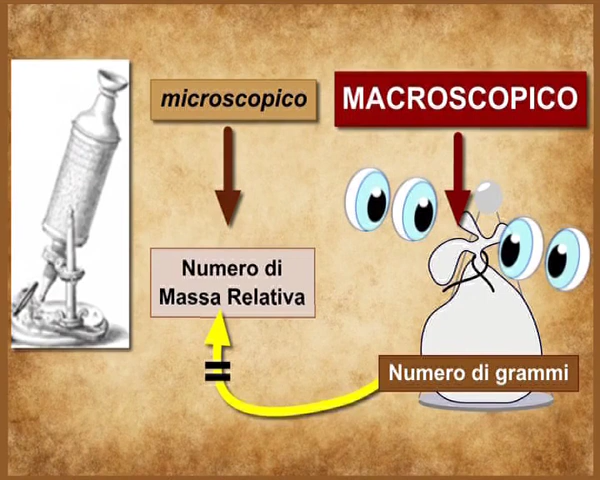 microscopico
MACROSCOPICO
Numero di
Massa Relativa
Numero di grammi
=